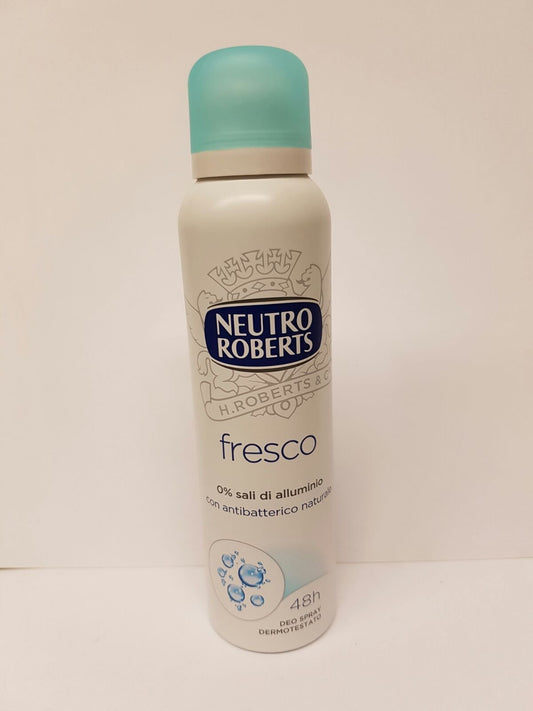 NEUTRO
ROBERTS
H.ROBERTS & C
fresco
0% sali di alluminio
con antibatterico naturale
48h
DEO SPRAY
DERMOTESTATO